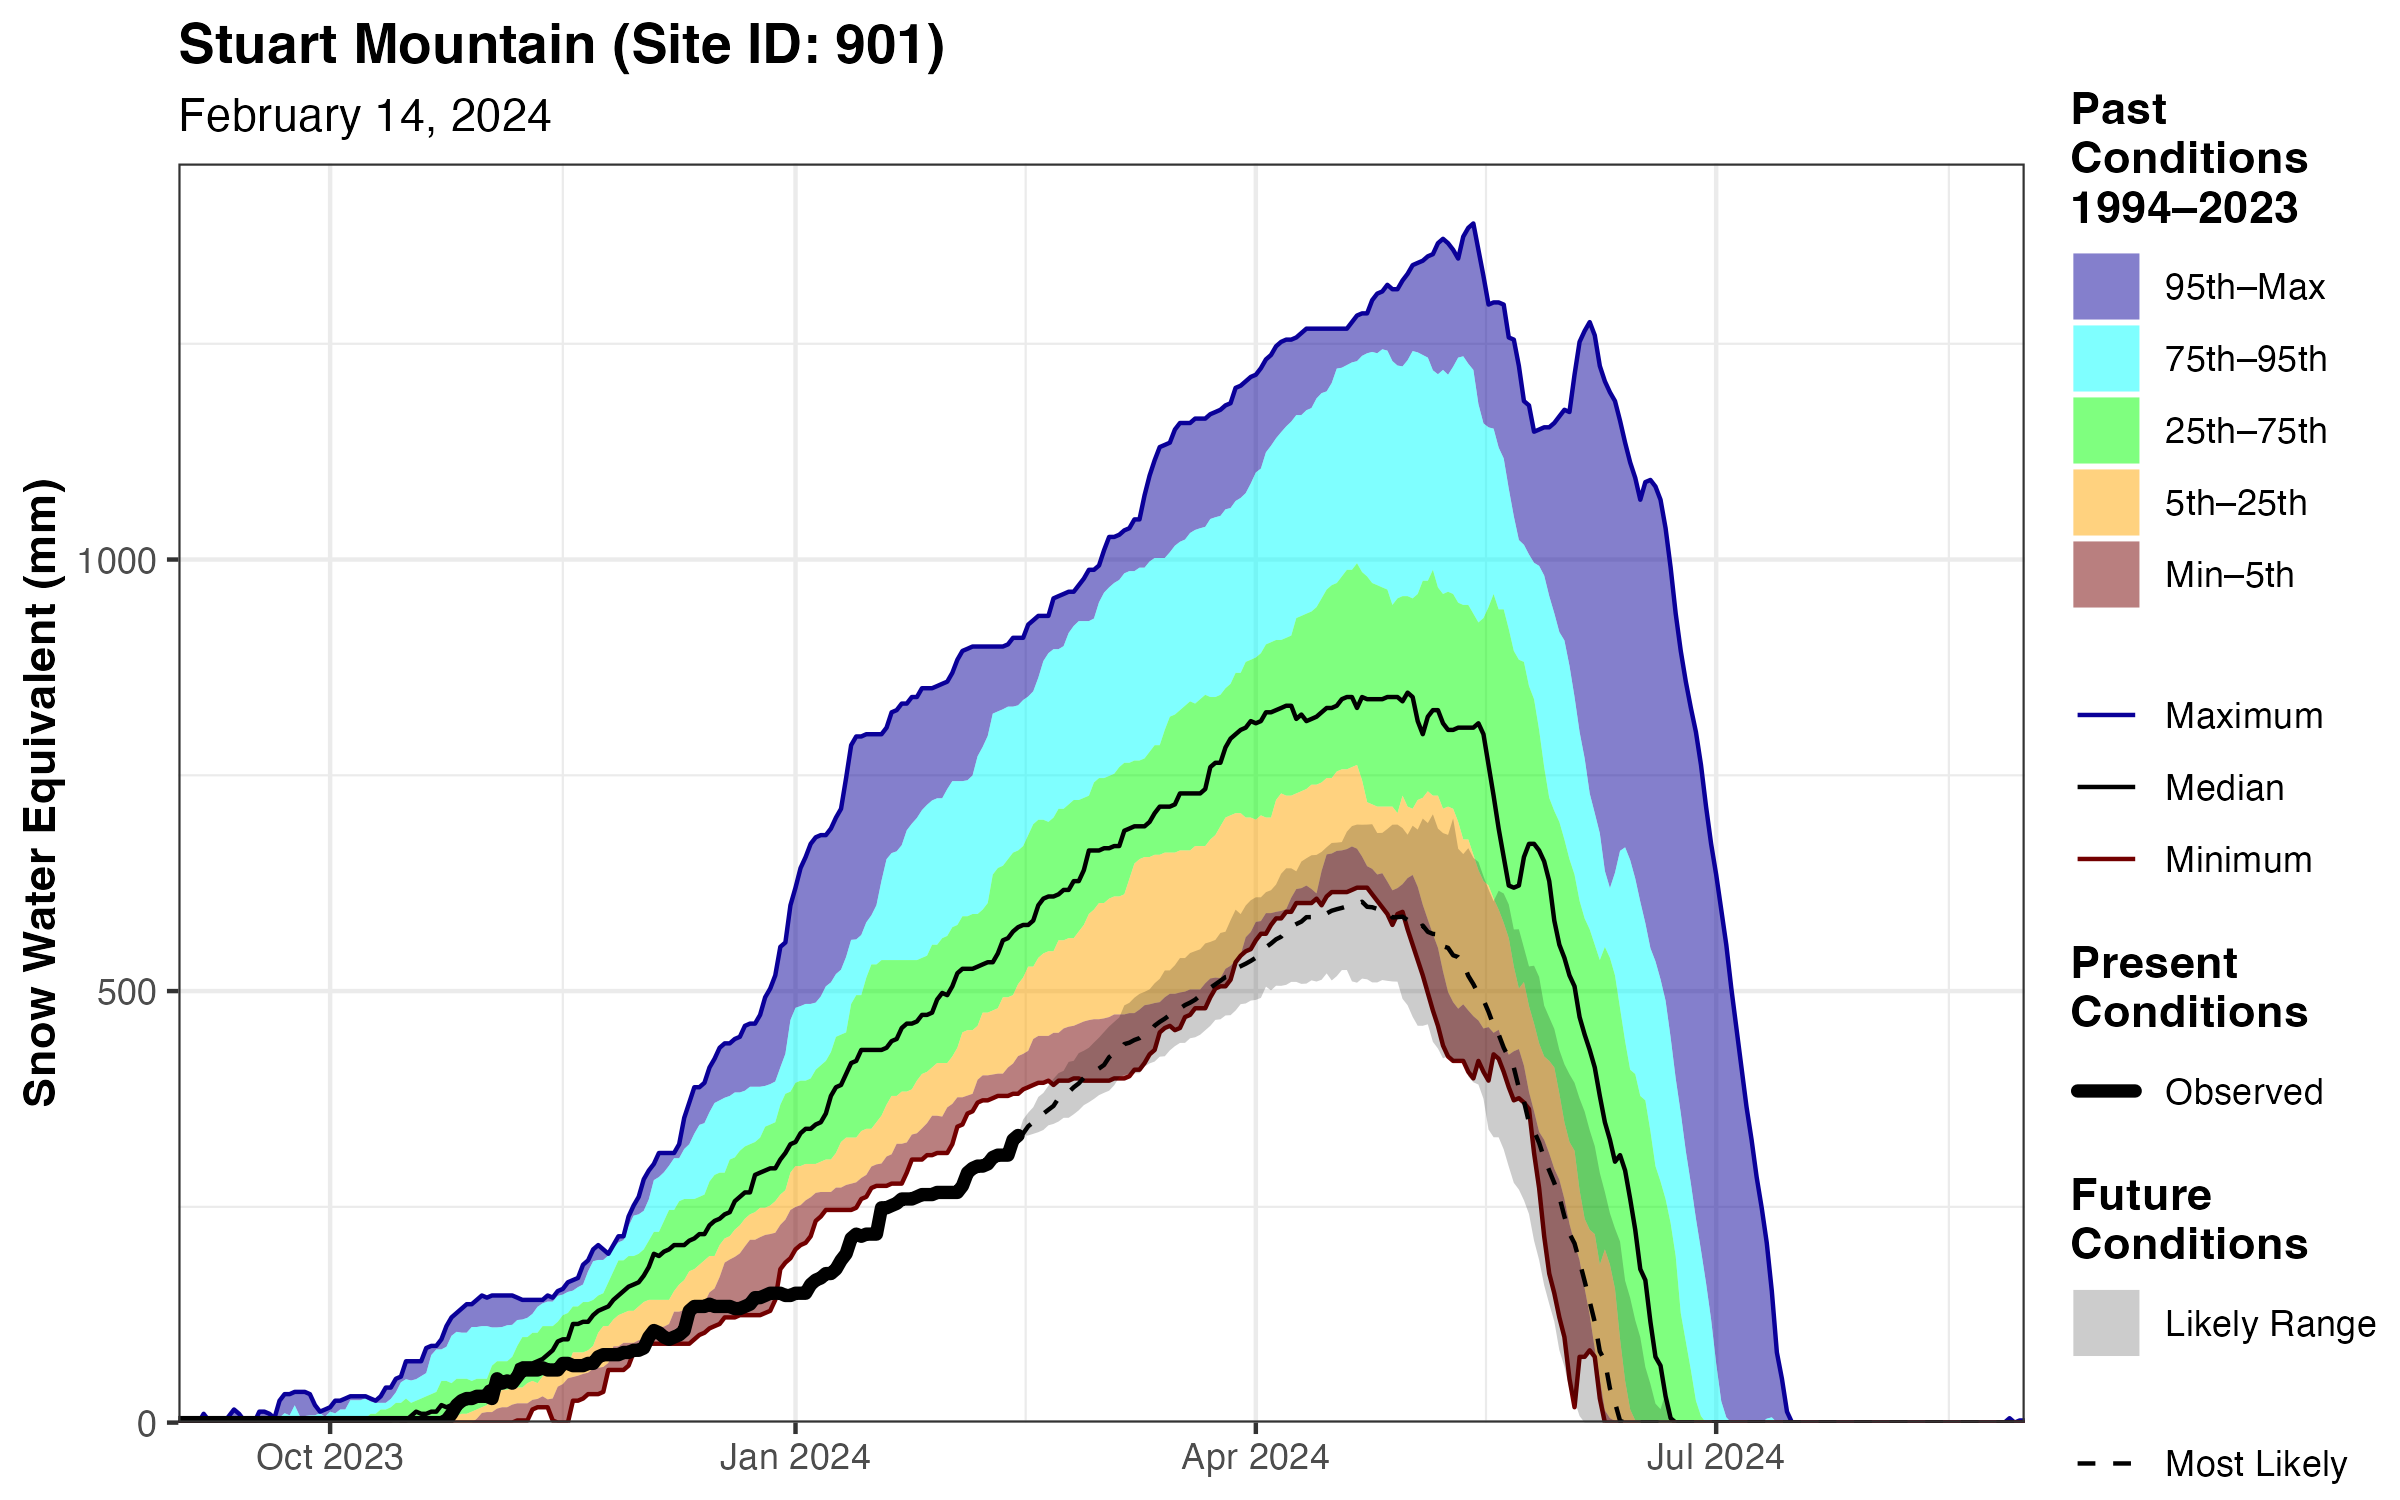 Stuart Mountain (Site ID: 901)
February 14, 2024
Snow Water Equivalent (mm)
1000
500
0
Oct 2023
Jan 2024
Apr 2024
Jul 2024
Past
Conditions
1994–2023
95th–Max
75th–95th
25th–75th
5th–25th
Min–5th
Maximum
Median
Minimum
Present
Conditions
Observed
Future
Conditions
Likely Range
Most Likely